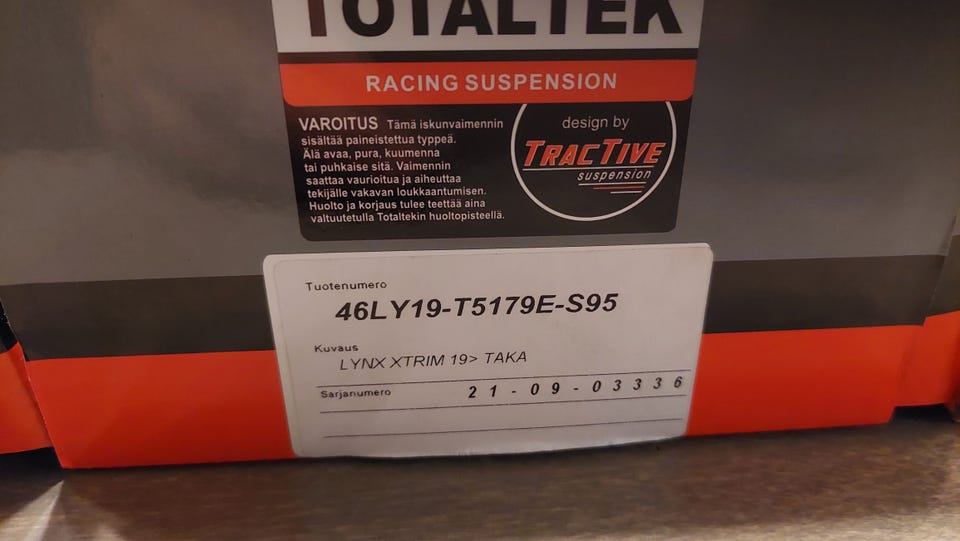 TOTALTEK
RACING SUSPENSION
VAROITUS Tämä iskunvaimennin
sisältää paineistettua typpeä.
Älä avaa, pura, kuumenna
tai puhkaise sitä. Vaimennin
saattaa vaurioitua ja aiheuttaa
tekijälle vakavan loukkaantumisen.
Huolto ja korjaus tulee teettää aina
valtuutetulla Totaltekin huoltopisteellä.
design by
TRACTIVE
suspension
Tuotenumero
46LY19-T5179E-S95
Kuvaus
LYNX XTRIM 19> TAKA
Sarjanumero 21-09-03336